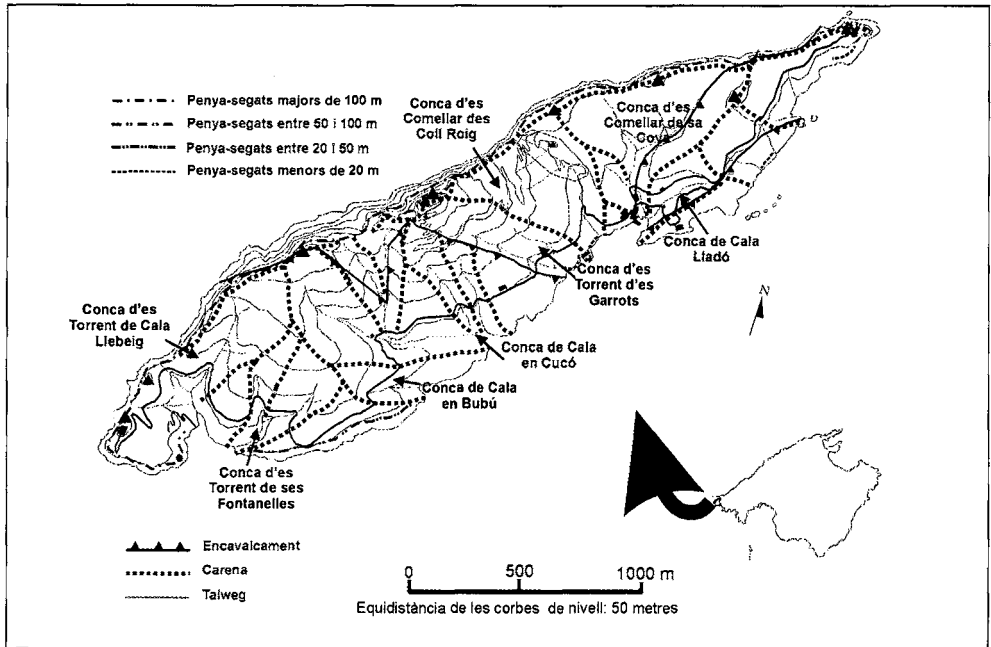 Penya-segats majors de 100 m
Penya-segats entre 50 i 100 m
Penya-segats entre 20 i 50 m
Penya-segats menors de 20 m
Conca d'es
Comellar des
Coll Roig
Conca d'es
Comellar de sa
Cova
Conca de Cala
Lladó
Conca d'es
Torrent d'es
Garrots
N
Conca d'es
Torrent de Cala
Llebeig
Conca de Cala
en Cucó
Conca de Cala
en Bubú
Conca d'es
Torrent de ses
Fontanelles
Encavalcament
Carena
Talweg
0 500 1000 m
Equidistància de les corbes de nivell: 50 metres